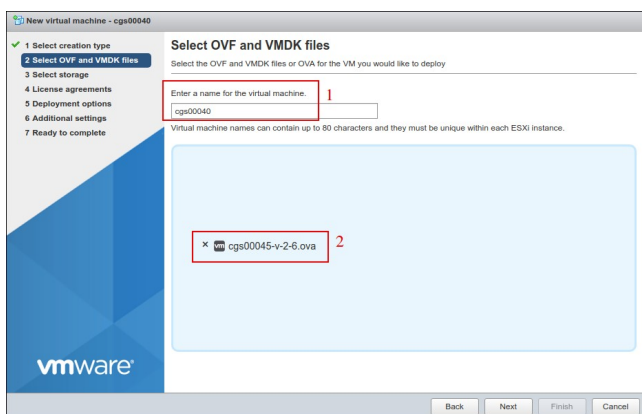 New virtual machine - cgs00040
1 Select creation type
2 Select OVF and VMDK files
3 Select storage
4 License agreements
5 Deployment options
6 Additional settings
7 Ready to complete
Select OVF and VMDK files
Select the OVF and VMDK files or OVA for the VM you would like to deploy
Enter a name for the virtual machine.
1
cgs00040
Virtual machine names can contain up to 80 characters and they must be unique within each ESXi instance.
× vm cgs00045-v-2-6.ova
2
vmware®
Back Next Finish Cancel